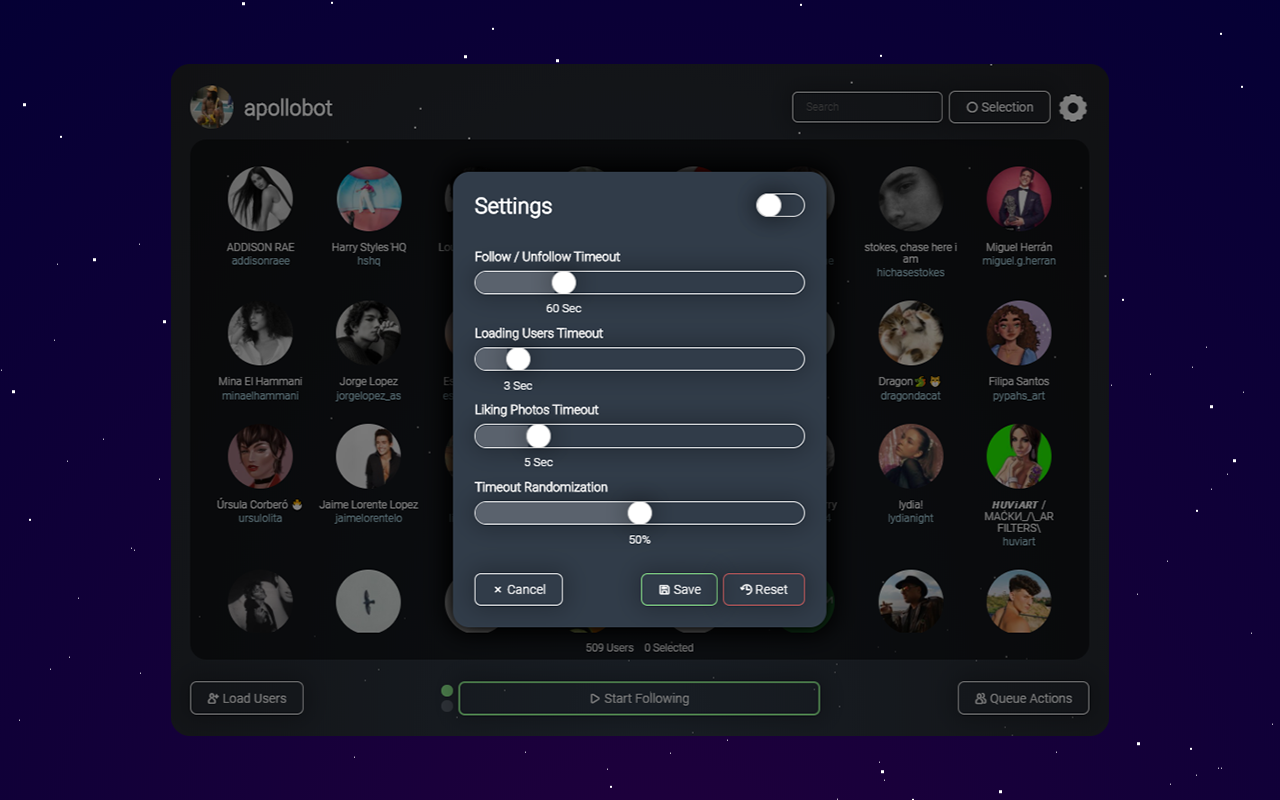 apollobot
Search
Selection
Settings
Follow / Unfollow Timeout
60 Sec
Loading Users Timeout
3 Sec
Liking Photos Timeout
5 Sec
Timeout Randomization
50%
× Cancel
Save
Reset
ADDISON RAE
addisonraee
Harry Styles HQ
hshq
stokes, chase here i
am
hichasestokes
Miguel Herrán
miguel.g.herran
Mina El Hammani
minaelhammani
Jorge Lopez
jorgelopez_as
Dragon🐉 🐱
dragondacat
Filipa Santos
pypahs_art
Úrsula Corberó 🐣
ursulolita
Jaime Lorente Lopez
jaimelorentelo
lydia!
lydianight
𝙃𝙐𝙑𝙞𝘼𝙍𝙏 /
MAĆKИ_/\_AR
FILTERS\
huviart
509 Users 0 Selected
Load Users
Start Following
Queue Actions